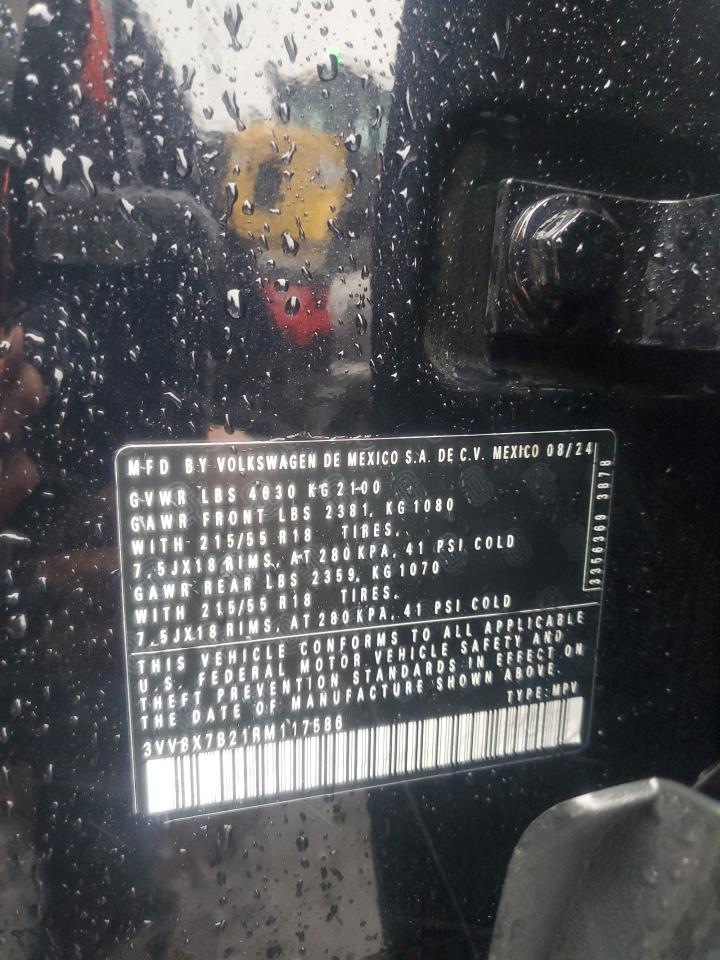 MFD BY VOLKSWAGEN DE MEXICO S.A. DE C.V. MEXICO 08/24
GVWR LBS 4630 KG 2100
GAWR FRONT LBS 2381, KG 1080
WITH 215/55 R18 TIRES,
7.5JX18 RIMS, AT 280 KPA, 41 PSI COLD
GAWR REAR LBS 2359, KG 1070
WITH 215/55 R18 TIRES,
7.5JX18 RIMS, AT 280 KPA, 41 PSI COLD
3356369 3878
THIS VEHICLE CONFORMS TO ALL APPLICABLE
U.S. FEDERAL MOTOR VEHICLE SAFETY AND
THEFT PREVENTION STANDARDS IN EFFECT ON
THE DATE OF MANUFACTURE SHOWN ABOVE.
TYPE: MPV
3VV8X7B21RM117586